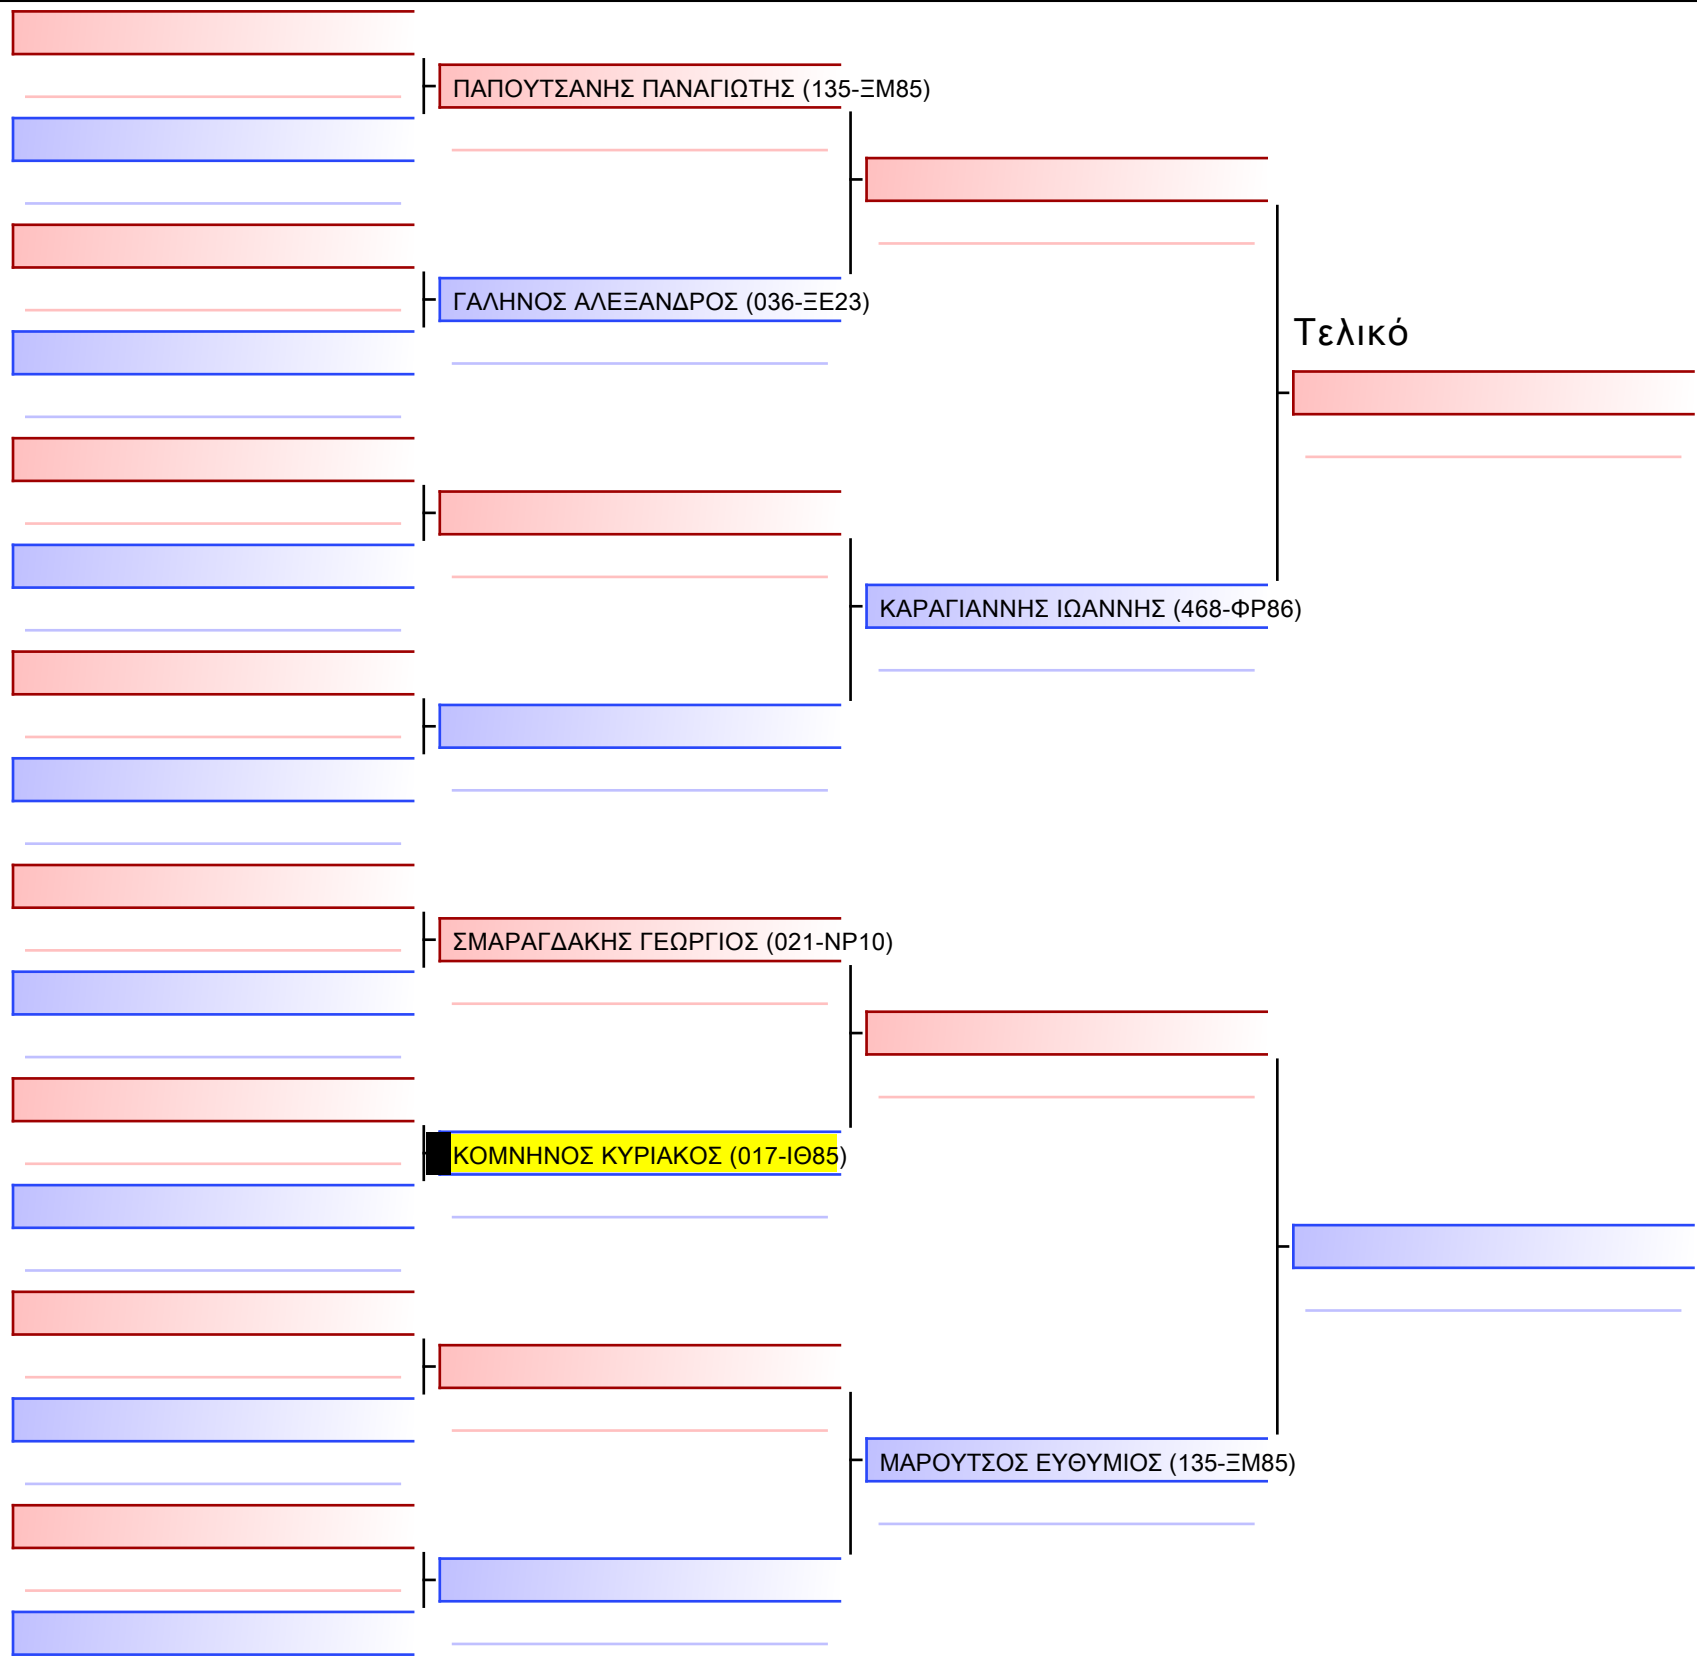 ΠΑΠΟΥΤΣΑΝΗΣ ΠΑΝΑΓΙΩΤΗΣ (135-ΞΜ85)
ΓΑΛΗΝΟΣ ΑΛΕΞΑΝΔΡΟΣ (036-ΞΕ23)
Τελικό
ΚΑΡΑΓΙΑΝΝΗΣ ΙΩΑΝΝΗΣ (468-ΦΡ86)
ΣΜΑΡΑΓΔΑΚΗΣ ΓΕΩΡΓΙΟΣ (021-ΝΡ10)
ΚΟΜΝΗΝΟΣ ΚΥΡΙΑΚΟΣ (017-ΙΘ85)
ΜΑΡΟΥΤΣΟΣ ΕΥΘΥΜΙΟΣ (135-ΞΜ85)